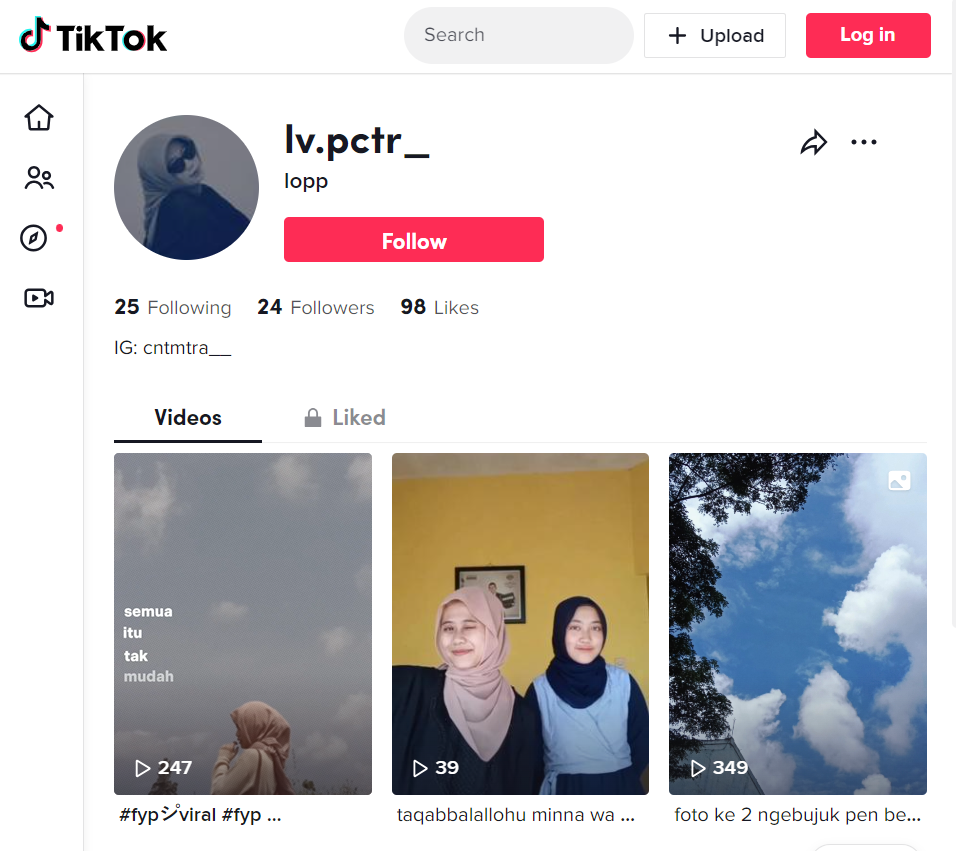 TikTok
Search
+ Upload
Log in
lv.pctr_
lopp
Follow
25 Following 24 Followers 98 Likes
IG: cntmtra__
Videos Liked
semua
itu
tak
mudah
247
39
349
#fypシviral #fyp ...
taqabbalallohu minna wa ...
foto ke 2 ngebujuk pen be...